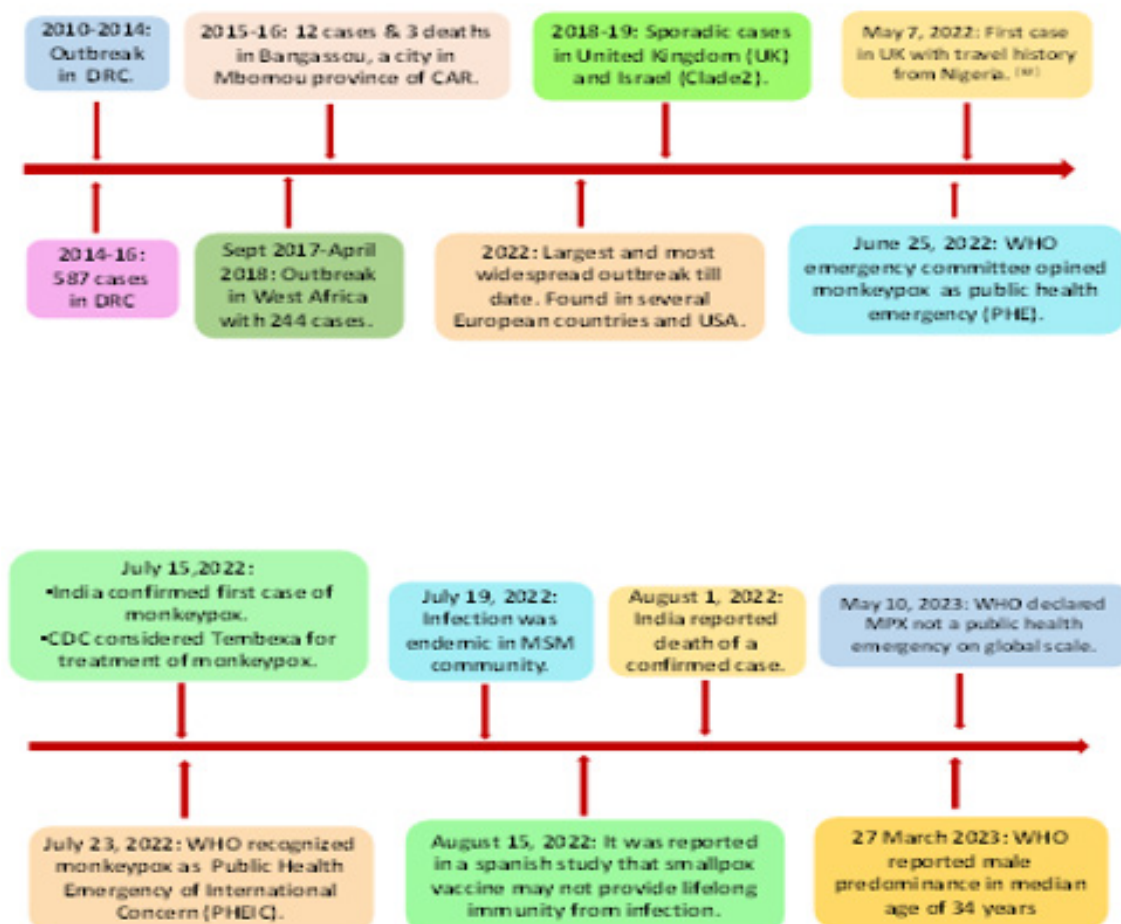 2010-2014:
Outbreak
in DRC.
2015-16: 12 cases & 3 deaths
in Bangassou, a city in
Mbomou province of CAR.
2018-19: Sporadic cases
in United Kingdom (UK)
and Israel (Clade2).
May 7, 2022: First case
in UK with travel history
from Nigeria.
2014-16:
587 cases
in DRC
Sept 2017-April
2018: Outbreak
in West Africa
with 244 cases.
2022: Largest and most
widespread outbreak till
date. Found in several
European countries and USA.
June 25, 2022: WHO
emergency committee opined
monkeypox as public health
emergency (PHE).
July 15,2022:
•India confirmed first case of
monkeypox.
•CDC considered Tembexa for
treatment of monkeypox.
July 19, 2022:
Infection was
endemic in MSM
community.
August 1, 2022:
India reported
death of a
confirmed case.
May 10, 2023: WHO declared
MPX not a public health
emergency on global scale.
July 23, 2022: WHO recognized
monkeypox as Public Health
Emergency of International
Concern (PHEIC).
August 15, 2022: It was reported
in a spanish study that smallpox
vaccine may not provide lifelong
immunity from infection.
27 March 2023: WHO
reported male
predominance in median
age of 34 years